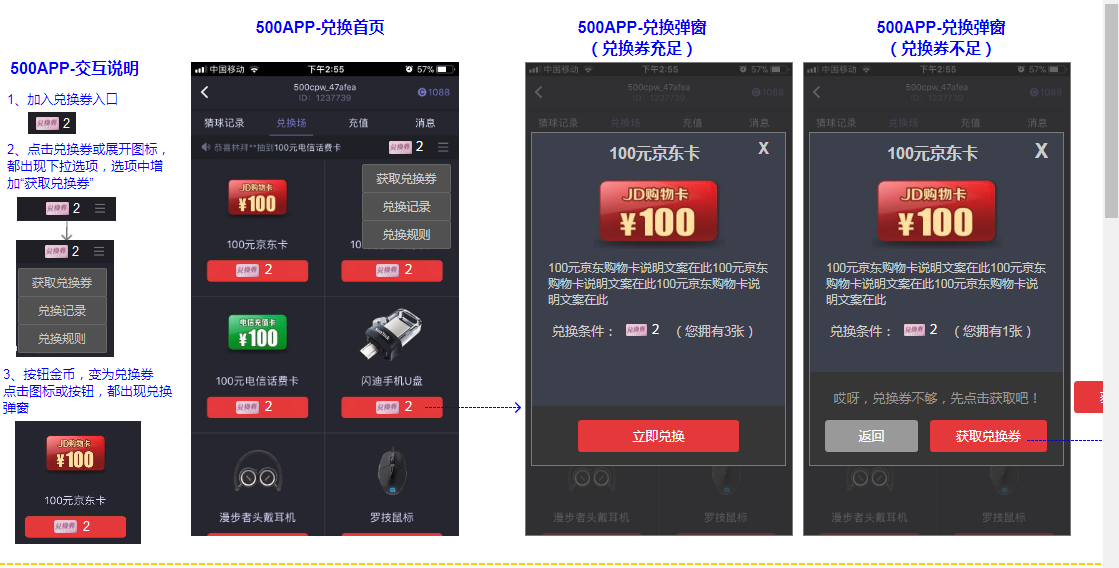 500APP-交互说明
1、加入兑换券入口
兑换券 2
2、点击兑换券或展开图标，
都出现下拉选项，选项中增
加“获取兑换券”
兑换券 2
兑换券 2
获取兑换券
兑换记录
兑换规则
3、按钮金币，变为兑换券
点击图标或按钮，都出现兑换
弹窗
JD购物卡
¥100
100元京东卡
兑换券 2
500APP-兑换首页
中国移动 下午2:55 57%
500cpw_47afea
ID：1237739
1088
猜球记录 兑换场 充值 消息
恭喜林拜**抽到100元电信话费卡 兑换券 2
获取兑换券
兑换记录
兑换规则
JD购物卡
¥100
100元京东卡 10
兑换券 2 兑换券 2
电信充值卡
¥100
SanDisk
100元电信话费卡 闪迪手机U盘
兑换券 2 兑换券 2
漫步者头戴耳机 罗技鼠标
500APP-兑换弹窗
（兑换券充足）
中国移动 下午2:55 57%
500cpw_47afea
ID：1237739
1088
猜球记录 兑换场 充值 消息
100元京东卡 X
JD购物卡
¥100
100元京东购物卡说明文案在此100元京东
购物卡说明文案在此100元京东购物卡说
明文案在此
兑换条件： 兑换券 2 （您拥有3张）
立即兑换
漫步者头戴耳机 罗技鼠标
500APP-兑换弹窗
（兑换券不足）
中国移动 下午2:55 57%
500cpw_47afea
ID：1237739
1088
猜球记录 兑换场 充值 消息
100元京东卡 X
JD购物卡
¥100
100元京东购物卡说明文案在此100元京东
购物卡说明文案在此100元京东购物卡说
明文案在此
兑换条件： 兑换券 2 （您拥有1张）
哎呀，兑换券不够，先点击获取吧！
返回 获取兑换券
漫步者头戴耳机 罗技鼠标